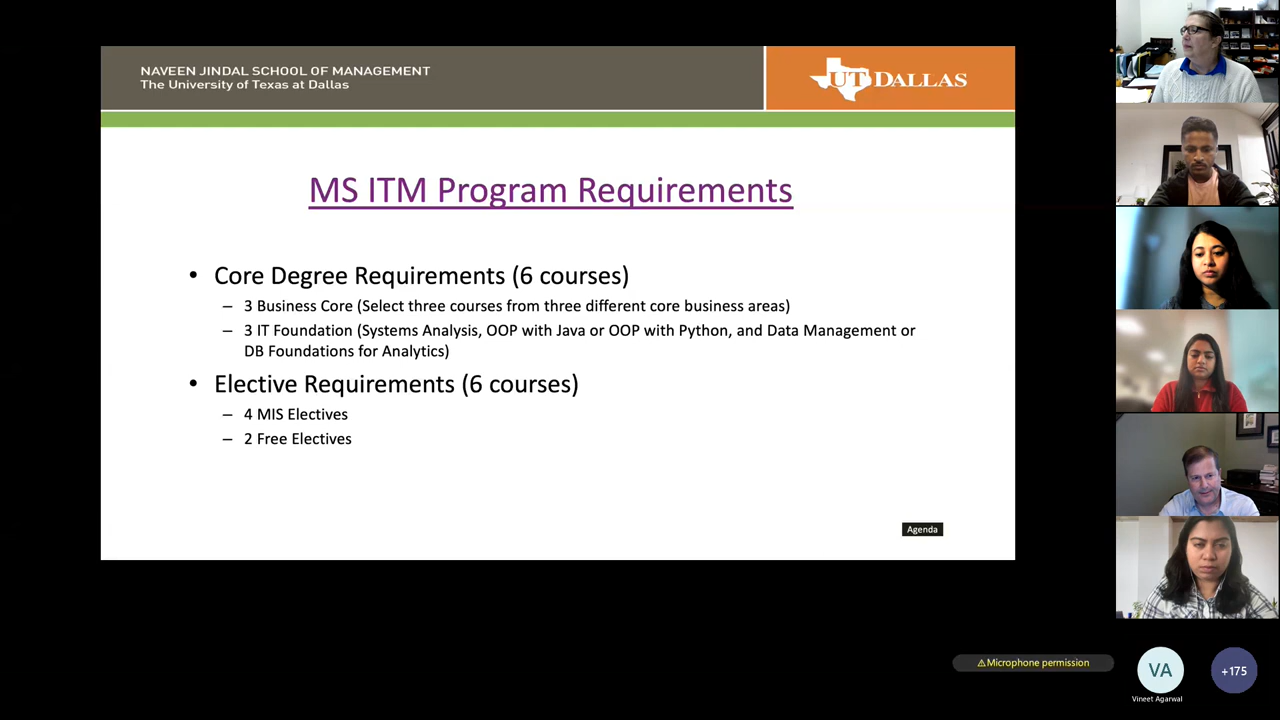 NAVEEN JINDAL SCHOOL OF MANAGEMENT
The University of Texas at Dallas
UT DALLAS
MS ITM Program Requirements
• Core Degree Requirements (6 courses)
– 3 Business Core (Select three courses from three different core business areas)
– 3 IT Foundation (Systems Analysis, OOP with Java or OOP with Python, and Data Management or
DB Foundations for Analytics)
• Elective Requirements (6 courses)
– 4 MIS Electives
– 2 Free Electives
Agenda
⚠Microphone permission
VA
+175
Vineet Agarwal